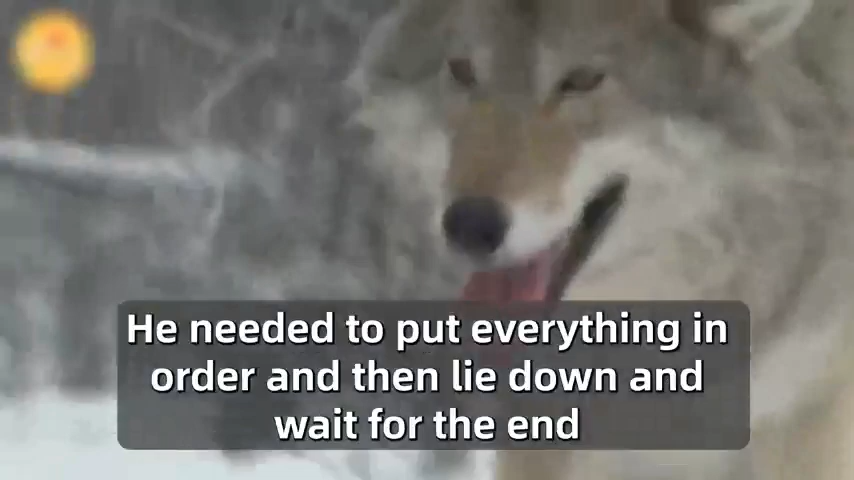 He needed to put everything in
order and then lie down and
wait for the end